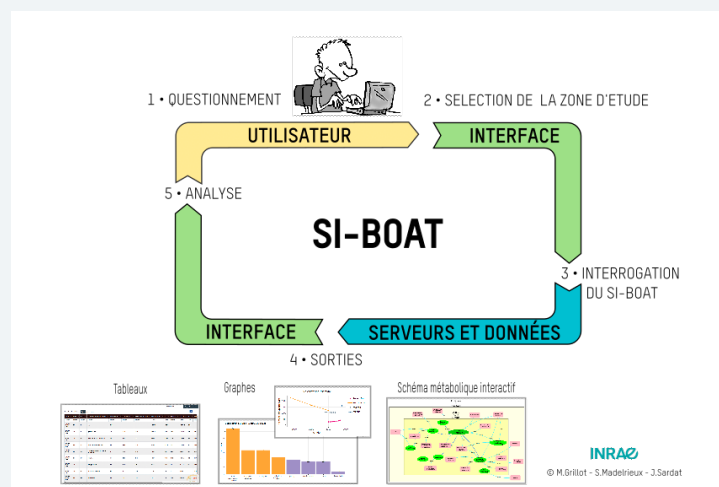 1 • QUESTIONNEMENT
2 • SELECTION DE LA ZONE D'ETUDE
UTILISATEUR
INTERFACE
5 • ANALYSE
SI-BOAT
3 • INTERROGATION
DU SI-BOAT
INTERFACE
SERVEURS ET DONNÉES
4 • SORTIES
Tableaux
Graphes
Schéma métabolique interactif
INRAE
© M.Grillot - S.Madelrieux - J.Sardat